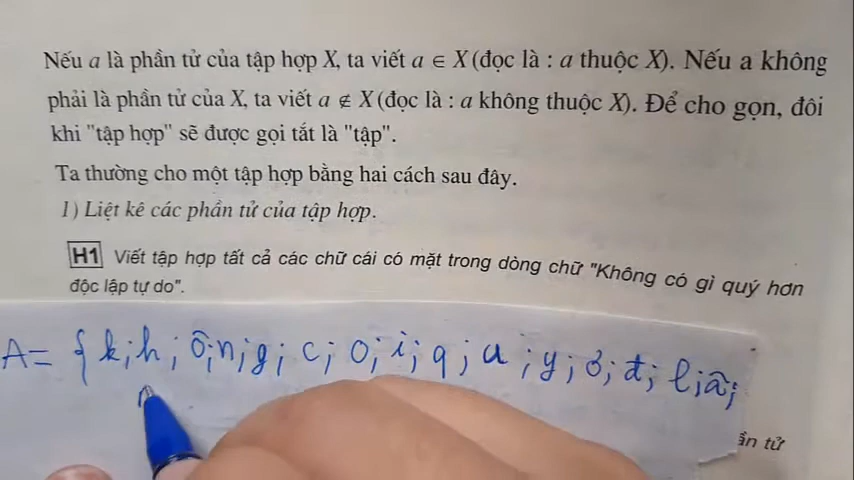 Nếu a là phần tử của tập hợp X, ta viết a ∈ X (đọc là : a thuộc X). Nếu a không
phải là phần tử của X, ta viết a ∉ X (đọc là : a không thuộc X). Để cho gọn, đôi
khi "tập hợp" sẽ được gọi tắt là "tập".
Ta thường cho một tập hợp bằng hai cách sau đây.
1) Liệt kê các phần tử của tập hợp.
H1 Viết tập hợp tất cả các chữ cái có mặt trong dòng chữ "Không có gì quý hơn
độc lập tự do".
A = { k; h; ô; n; g; c; o; i; q; u; y; ơ; đ; l; â;
ần tử